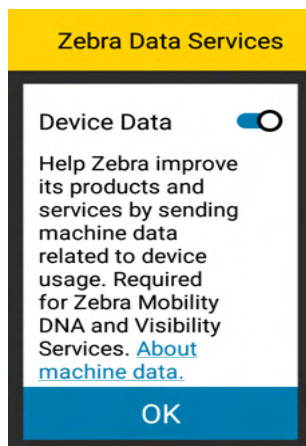 Zebra Data Services
Device Data
Help Zebra improve
its products and
services by sending
machine data
related to device
usage. Required
for Zebra Mobility
DNA and Visibility
Services. About
machine data.
OK